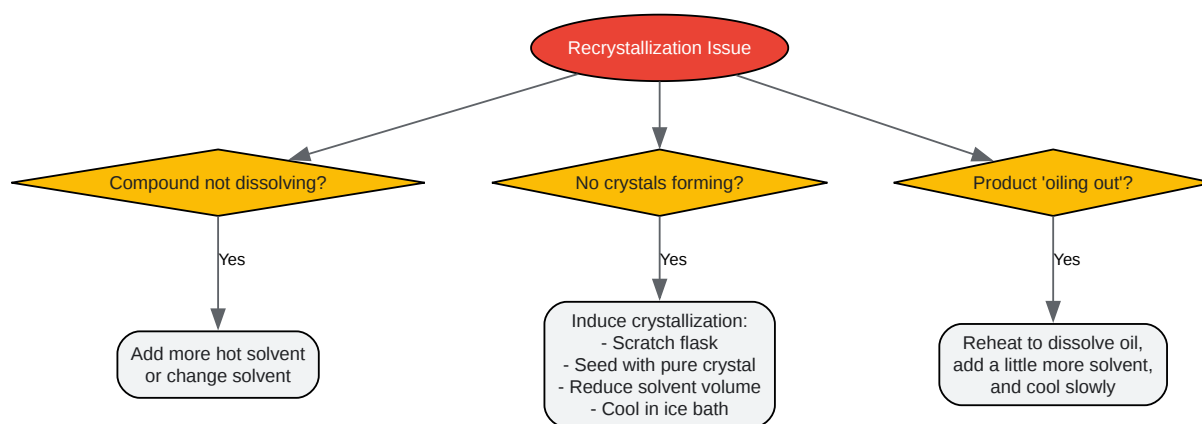 Recrystallization Issue
Compound not dissolving?
No crystals forming?
Product 'oiling out'?
Yes
Yes
Yes
Add more hot solvent
or change solvent
Induce crystallization:
- Scratch flask
- Seed with pure crystal
- Reduce solvent volume
- Cool in ice bath
Reheat to dissolve oil,
add a little more solvent,
and cool slowly